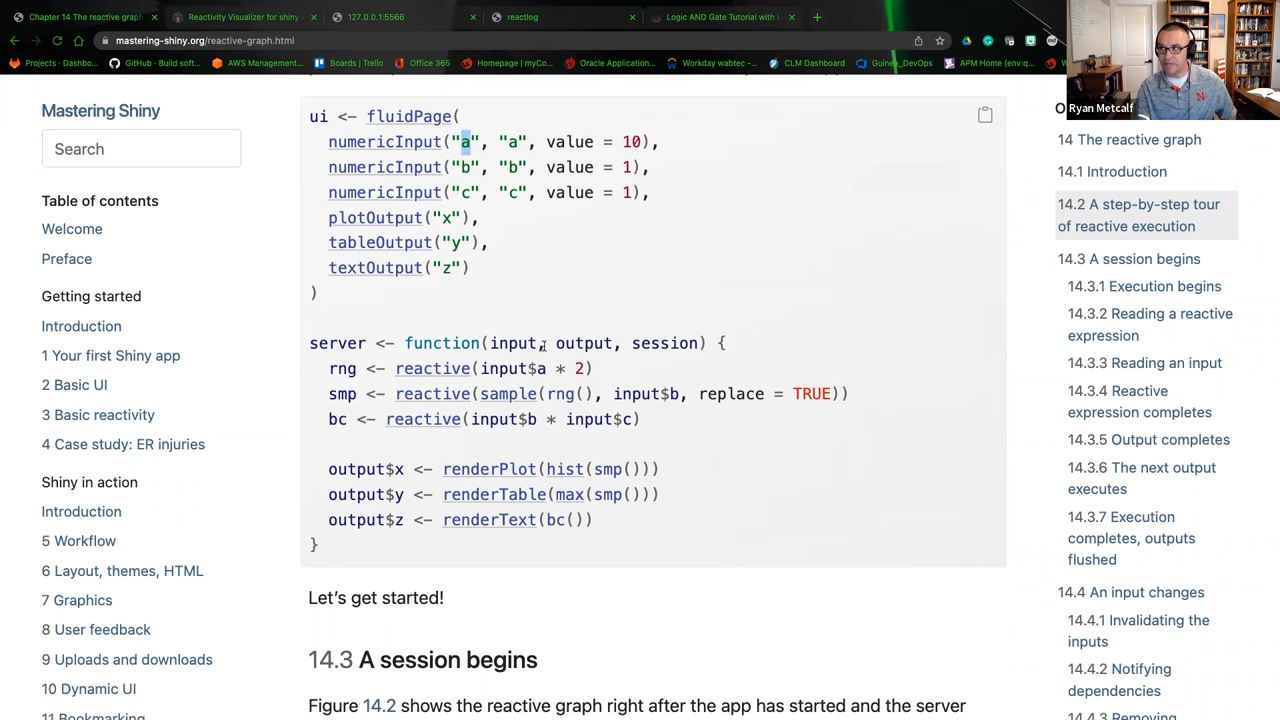 Chapter 14 The reactive graph
Reactivity Visualizer for shiny
127.0.0.1:5566
reactlog
Logic AND Gate Tutorial with
mastering-shiny.org/reactive-graph.html
Projects · Dashbo...
GitHub · Build soft...
AWS Management...
Boards | Trello
Office 365
Homepage | myCo...
Oracle Application...
Workday wabtec -...
CLM Dashboard
Guinea_DevOps
APM Home (env:q...
Ryan Metcalf
Mastering Shiny
Search
Table of contents
Welcome
Preface
Getting started
Introduction
1 Your first Shiny app
2 Basic UI
3 Basic reactivity
4 Case study: ER injuries
Shiny in action
Introduction
5 Workflow
6 Layout, themes, HTML
7 Graphics
8 User feedback
9 Uploads and downloads
10 Dynamic UI
11 Bookmarking
ui <- fluidPage(
numericInput("a", "a", value = 10),
numericInput("b", "b", value = 1),
numericInput("c", "c", value = 1),
plotOutput("x"),
tableOutput("y"),
textOutput("z")
)
server <- function(input, output, session) {
rng <- reactive(input$a * 2)
smp <- reactive(sample(rng(), input$b, replace = TRUE))
bc <- reactive(input$b * input$c)
output$x <- renderPlot(hist(smp()))
output$y <- renderTable(max(smp()))
output$z <- renderText(bc())
}
Let's get started!
14.3 A session begins
Figure 14.2 shows the reactive graph right after the app has started and the server
14 The reactive graph
14.1 Introduction
14.2 A step-by-step tour
of reactive execution
14.3 A session begins
14.3.1 Execution begins
14.3.2 Reading a reactive
expression
14.3.3 Reading an input
14.3.4 Reactive
expression completes
14.3.5 Output completes
14.3.6 The next output
executes
14.3.7 Execution
completes, outputs
flushed
14.4 An input changes
14.4.1 Invalidating the
inputs
14.4.2 Notifying
dependencies
14.4.3 Removing